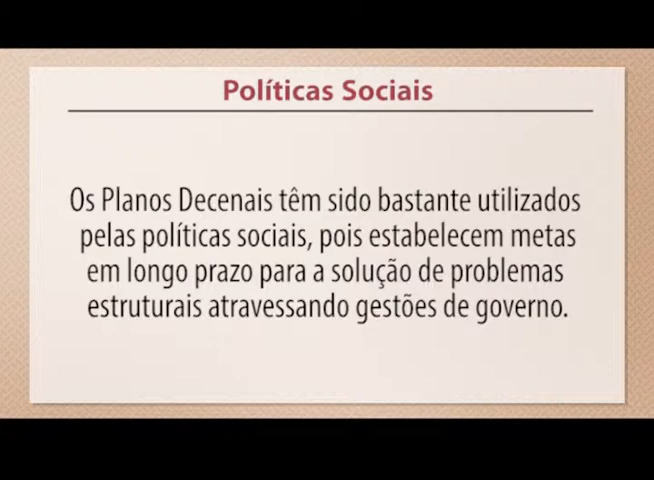 Políticas Sociais
Os Planos Decenais têm sido bastante utilizados
pelas políticas sociais, pois estabelecem metas
em longo prazo para a solução de problemas
estruturais atravessando gestões de governo.